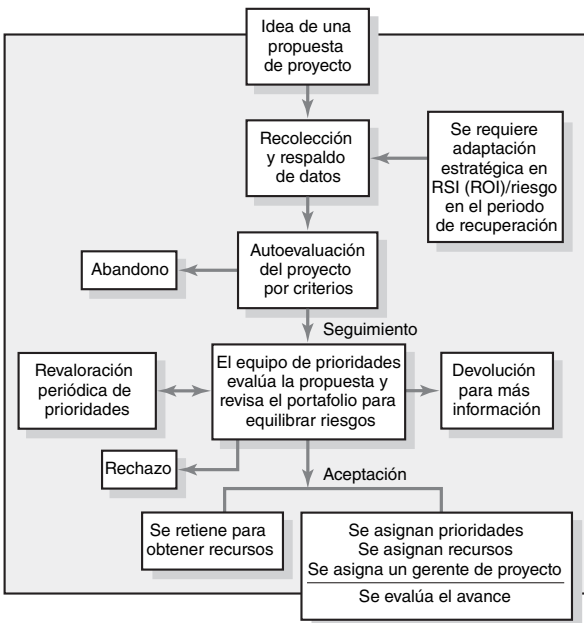 Idea de una
propuesta
de proyecto
Recolección
y respaldo
de datos
Se requiere
adaptación
estratégica en
RSI (ROI)/riesgo
en el periodo
de recuperación
Abandono
Autoevaluación
del proyecto
por criterios
Seguimiento
Revaloración
periódica de
prioridades
El equipo de prioridades
evalúa la propuesta y
revisa el portafolio para
equilibrar riesgos
Devolución
para más
información
Rechazo
Aceptación
Se retiene para
obtener recursos
Se asignan prioridades
Se asignan recursos
Se asigna un gerente de proyecto
Se evalúa el avance